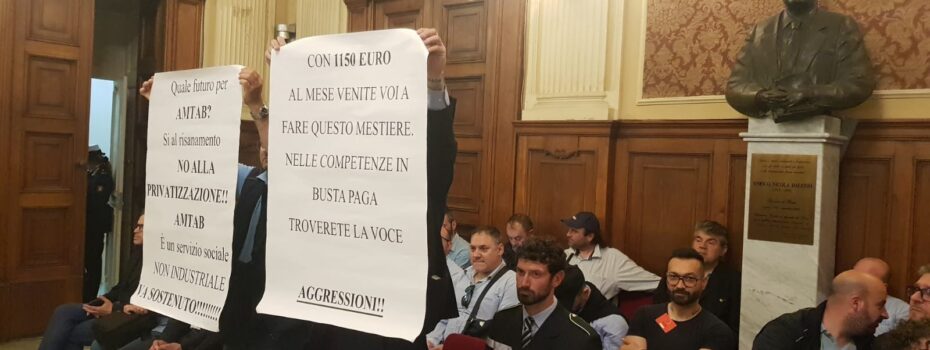 Quale futuro per
AMTAB?
Si al risanamento
NO ALLA
PRIVATIZZAZIONE!!
AMTAB
È un servizio sociale
NON INDUSTRIALE
VA SOSTENUTO!!!!!!!!!
CON 1150 EURO
AL MESE VENITE VOI A
FARE QUESTO MESTIERE.
NELLE COMPETENZE IN
BUSTA PAGA
TROVERETE LA VOCE
AGGRESSIONI!!